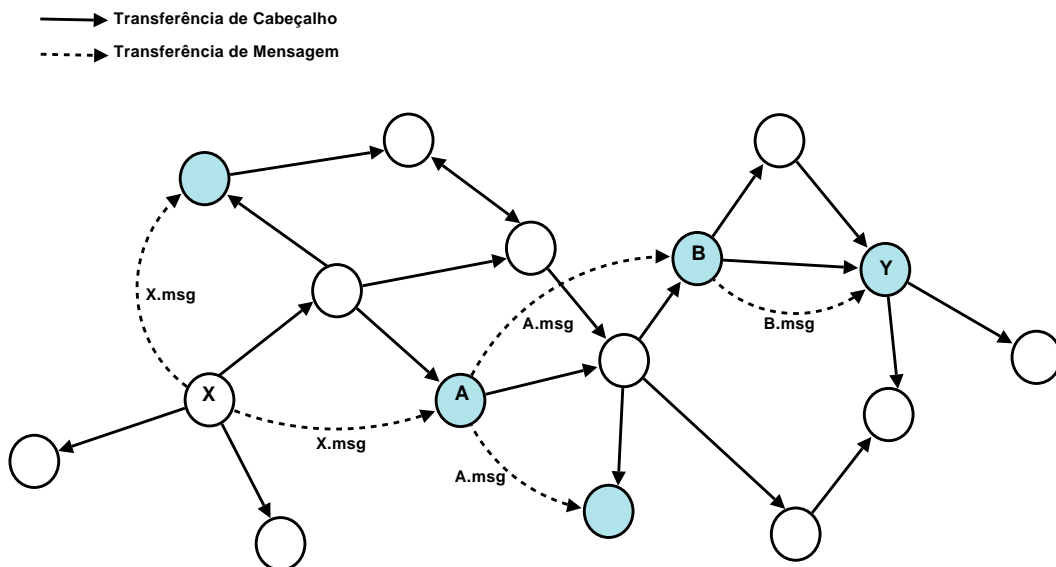 Transferência de Cabeçalho
Transferência de Mensagem
B
Y
X.msg
A.msg
B.msg
X
A
X.msg
A.msg